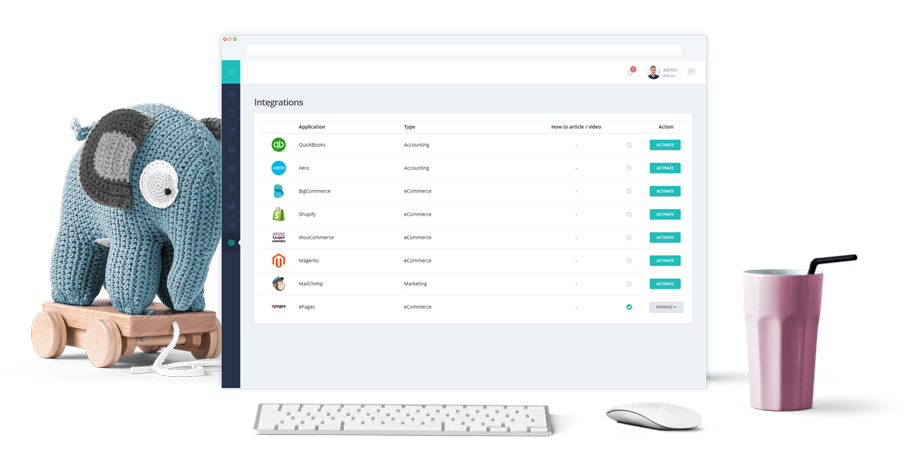 1
admin
Admin
Integrations
Application Type How to article / video Action
qb QuickBooks Accounting - ACTIVATE
xero Xero Accounting - ACTIVATE
BigCommerce eCommerce - ACTIVATE
Shopify eCommerce - ACTIVATE
WOO COMMERCE WooCommerce eCommerce - ACTIVATE
Magento eCommerce - ACTIVATE
MailChimp Marketing - ACTIVATE
epages ePages eCommerce - MANAGE